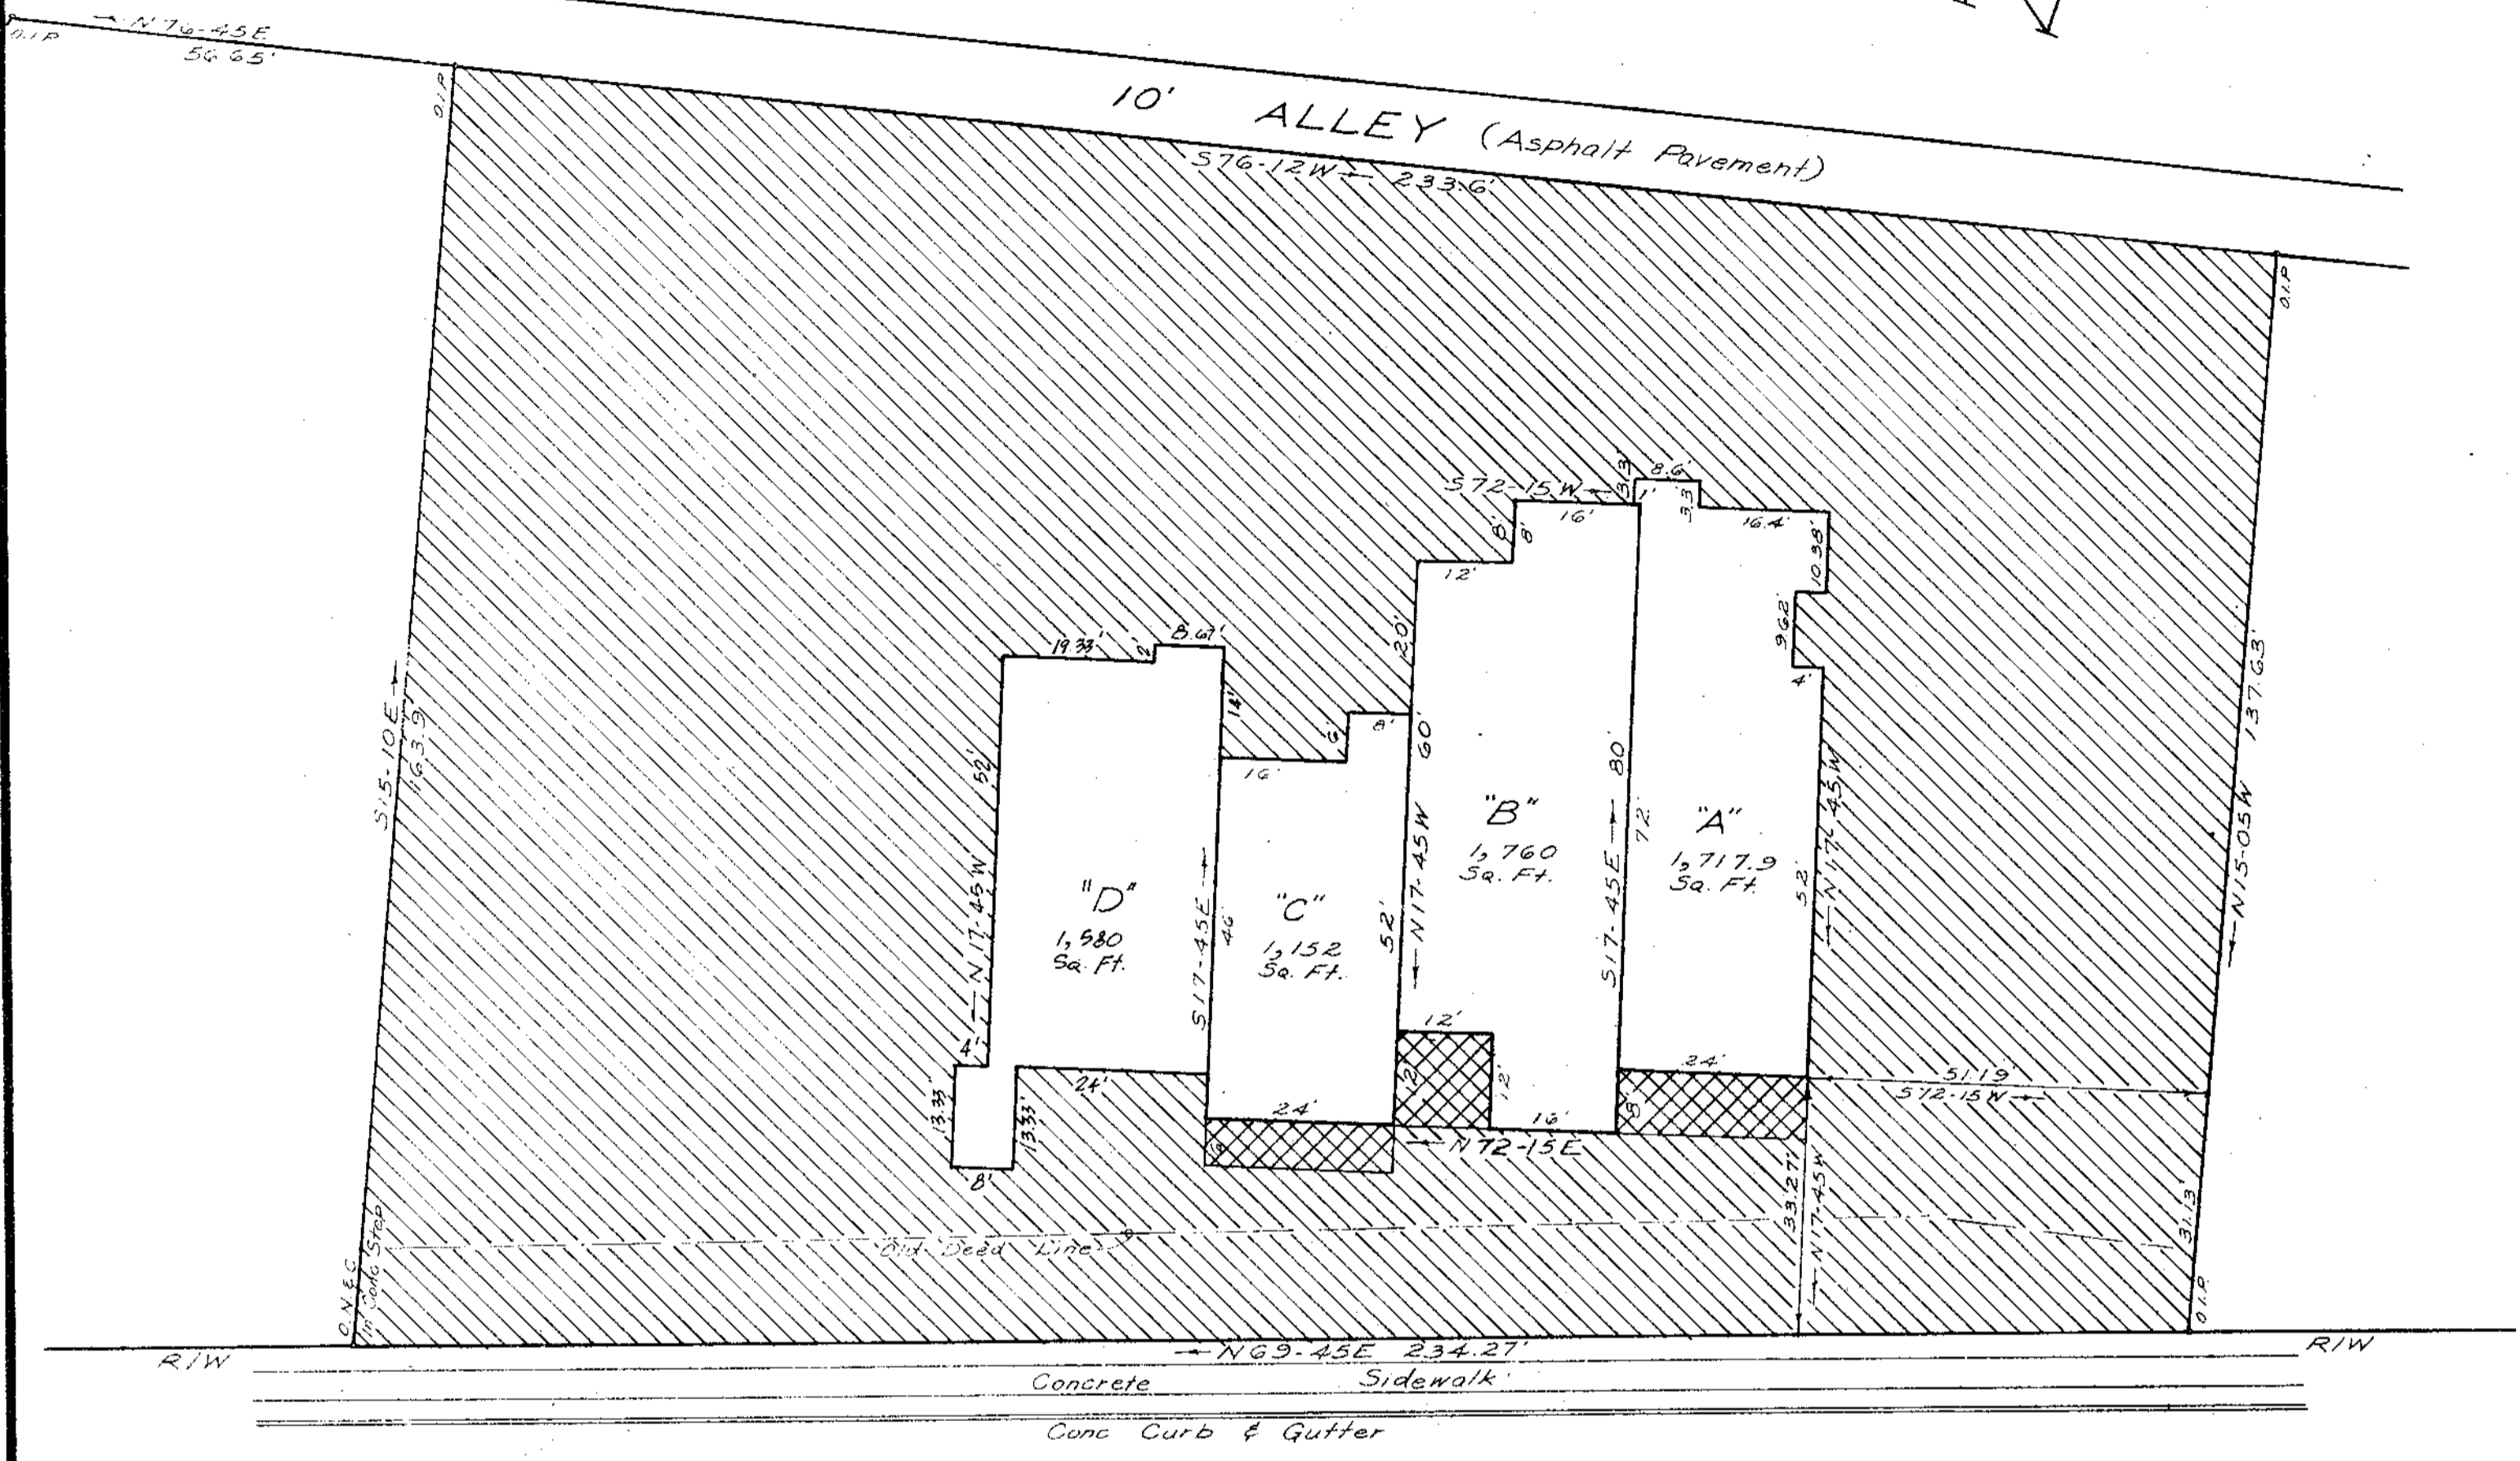 N76-45E
56.65'
O.I.P
O.I.P
10' ALLEY (Asphalt Pavement)
S76-12W 233.6'
O.I.P
S72-15W
3.3'
8.6'
1'
3.3'
16'
16.4'
8'
8'
10.38'
12'
9.62'
4'
20'
19.33'
2'
8.67'
14'
6'
8'
16'
60'
80'
72'
S15-10E
163.9'
52'
N17-45W
"D"
1,580
Sq. Ft.
S17-45E
46'
"C"
1,152
Sq. Ft.
52'
N17-45W
"B"
1,760
Sq. Ft.
S17-45E
"A"
1,717.9
Sq. Ft.
52'
N17-45W
N15-05W 137.63'
4'
13.33'
13.33'
8'
24'
24'
6'
12'
12'
12'
16'
N72-15E
24'
8'
51.19'
S72-15W
33.27'
N17-45W
31.13'
Old Deed Line
O.N.&C.
In Conc Step
O.I.P.
R/W
N69-45E 234.27'
R/W
Concrete Sidewalk
Conc Curb & Gutter